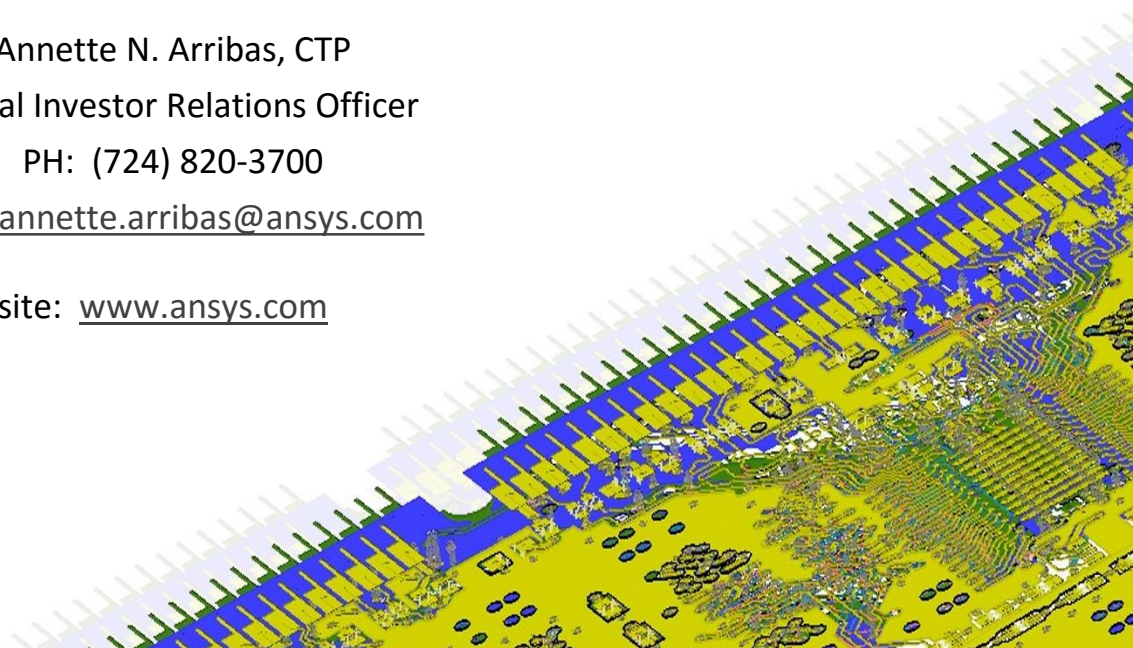 Annette N. Arribas, CTP
al Investor Relations Officer
PH: (724) 820-3700
annette.arribas@ansys.com
site: www.ansys.com